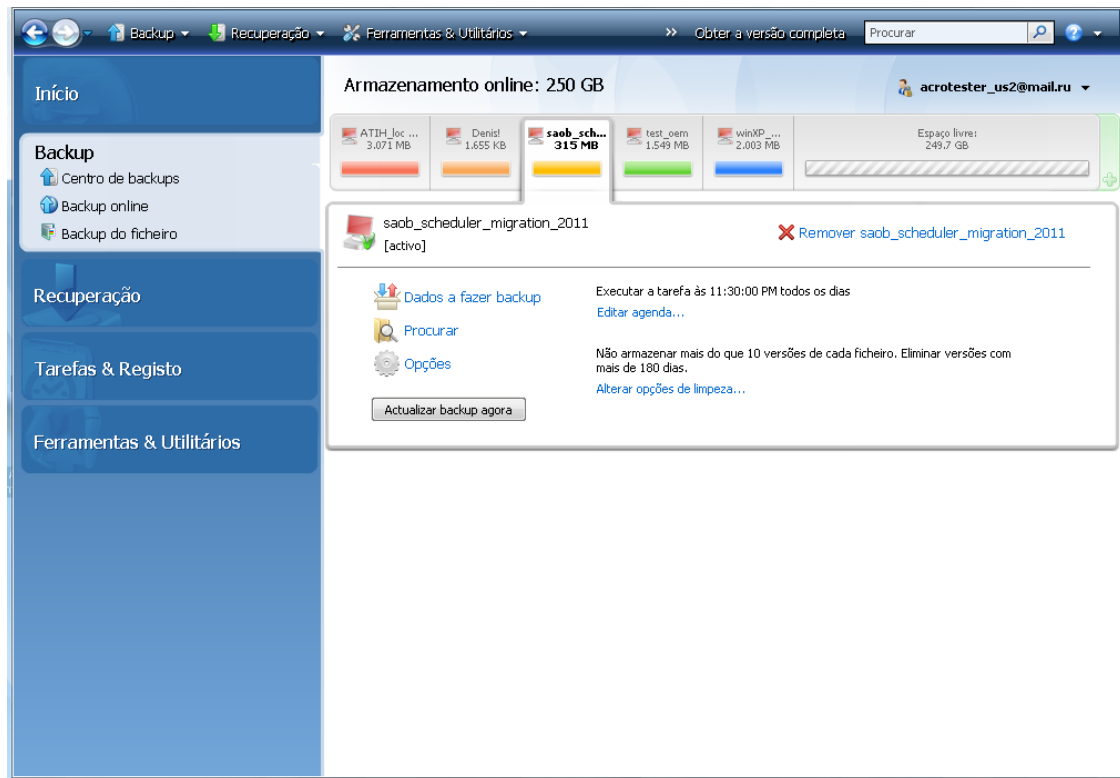 Backup Recuperação Ferramentas & Utilitários Obter a versão completa Procurar
Início
Backup
Centro de backups
Backup online
Backup do ficheiro
Recuperação
Tarefas & Registo
Ferramentas & Utilitários
Armazenamento online: 250 GB
acrotester_us2@mail.ru
ATIH_loc ...
3.071 MB
Denis!
1.655 KB
saob_sch...
315 MB
test_oem
1.549 MB
winXP_...
2.003 MB
Espaço livre:
249.7 GB
saob_scheduler_migration_2011
[activo]
Remover saob_scheduler_migration_2011
Dados a fazer backup
Procurar
Opções
Actualizar backup agora
Executar a tarefa às 11:30:00 PM todos os dias
Editar agenda...
Não armazenar mais do que 10 versões de cada ficheiro. Eliminar versões com
mais de 180 dias.
Alterar opções de limpeza...